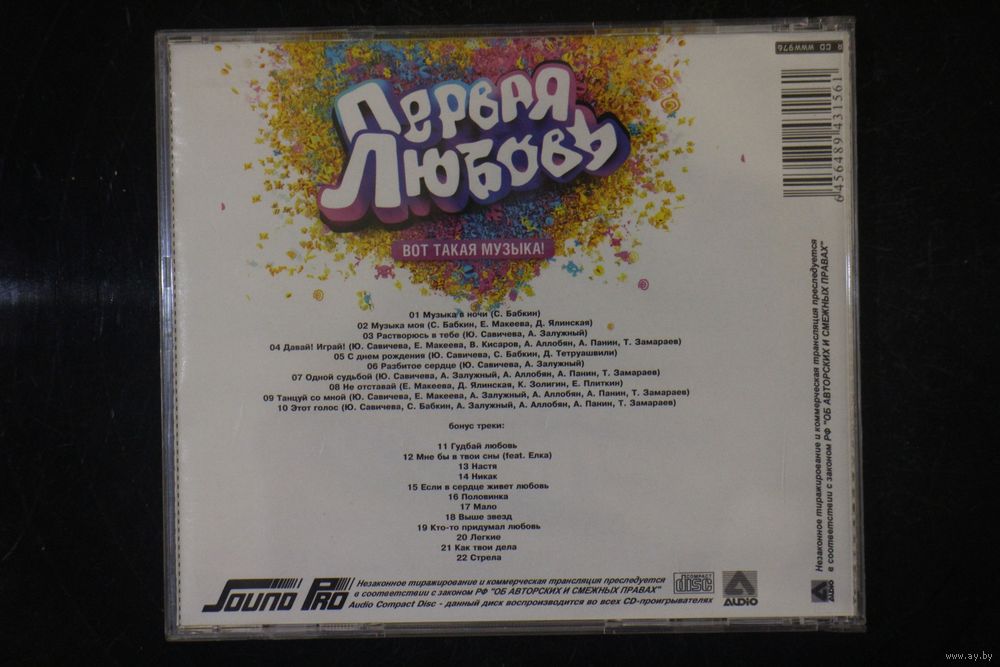 ПЕРВАЯ
ЛЮБОВЬ
ВОТ ТАКАЯ МУЗЫКА!
01 Музыка в ночи (С. Бабкин)
02 Музыка моя (С. Бабкин, Е. Макеева, Д. Ялинская)
03 Растворюсь в тебе (Ю. Савичева, А. Залужный)
04 Давай! Играй! (Ю. Савичева, Е. Макеева, В. Кисаров, А. Аллобян, А. Панин, Т. Замараев)
05 С днем рождения (Ю. Савичева, С. Бабкин, Д. Тетруашвили)
06 Разбитое сердце (Ю. Савичева, А. Залужный)
07 Одной судьбой (Ю. Савичева, А. Залужный, А. Аллобян, А. Панин, Т. Замараев)
08 Не отставай (Е. Макеева, Д. Ялинская, К. Золигин, Е. Плиткин)
09 Танцуй со мной (Ю. Савичева, Е. Макеева, А. Залужный, А. Аллобян, А. Панин, Т. Замараев)
10 Этот голос (Ю. Савичева, С. Бабкин, А. Залужный, А. Аллобян, А. Панин, Т. Замараев)
бонус треки:
11 Гудбай любовь
12 Мне бы в твои сны (feat. Елка)
13 Настя
14 Никак
15 Если в сердце живет любовь
16 Половинка
17 Мало
18 Выше звезд
19 Кто-то придумал любовь
20 Легкие
21 Как твои дела
22 Стрела
SOUND PRO
Незаконное тиражирование и коммерческая трансляция преследуется
в соответствии с законом РФ "ОБ АВТОРСКИХ И СМЕЖНЫХ ПРАВАХ"
Audio Compact Disc - данный диск воспроизводится во всех CD-проигрывателях
COMPACT
disc
AUDIO
R CD WWW976
6 456489 431561
Незаконное тиражирование и коммерческая трансляция преследуется
в соответствии с законом РФ "ОБ АВТОРСКИХ И СМЕЖНЫХ ПРАВАХ"
AUDIO
www.ay.by